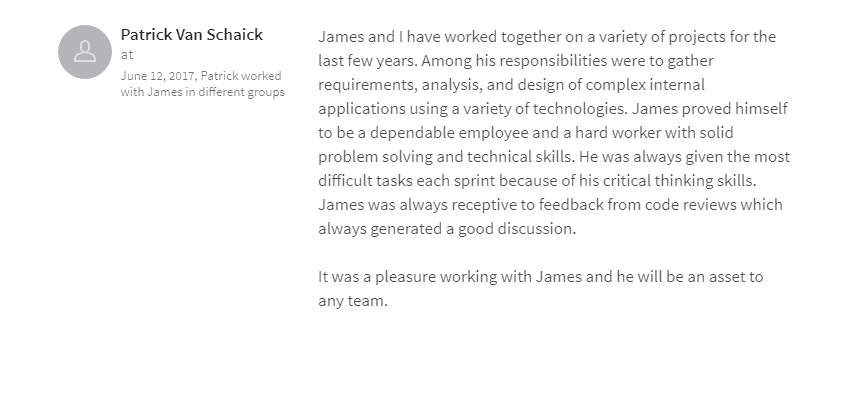 Patrick Van Schaick
at
June 12, 2017, Patrick worked
with James in different groups
James and I have worked together on a variety of projects for the
last few years. Among his responsibilities were to gather
requirements, analysis, and design of complex internal
applications using a variety of technologies. James proved himself
to be a dependable employee and a hard worker with solid
problem solving and technical skills. He was always given the most
difficult tasks each sprint because of his critical thinking skills.
James was always receptive to feedback from code reviews which
always generated a good discussion.
It was a pleasure working with James and he will be an asset to
any team.